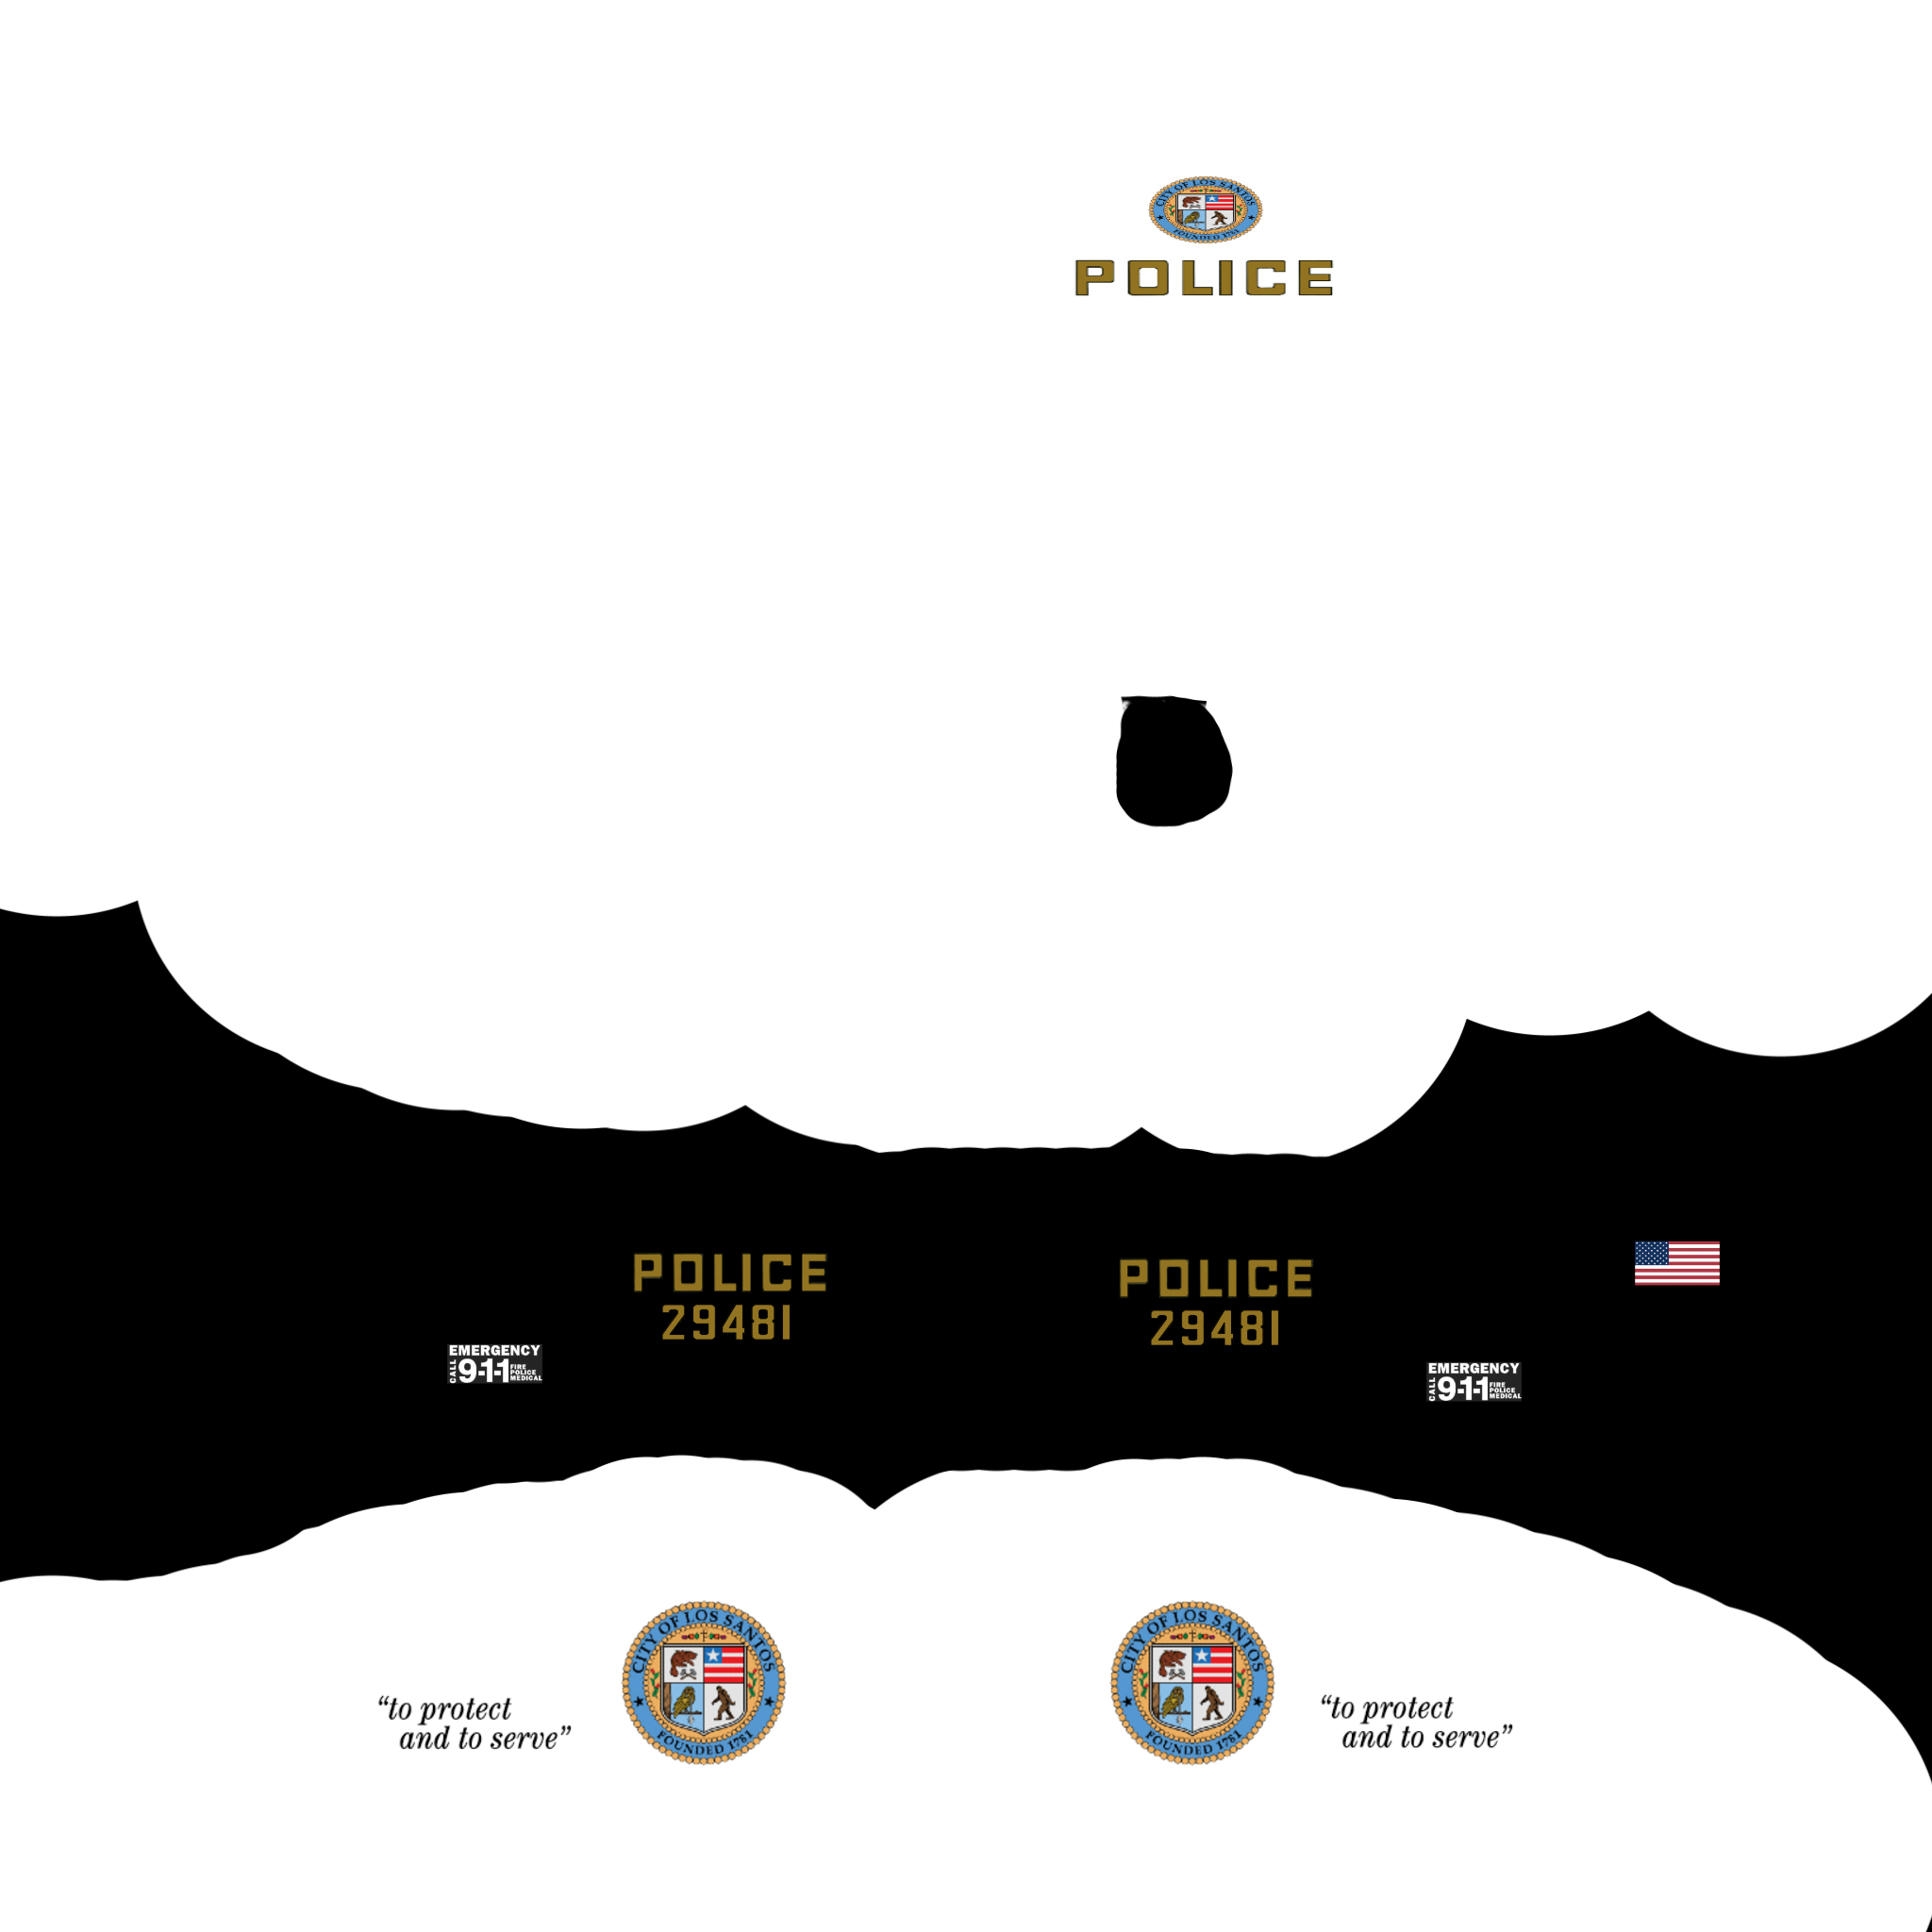 CITY OF LOS SANTOS
FOUNDED 1781
POLICE
POLICE
29481
POLICE
29481
EMERGENCY
CALL
9-1-1
FIRE
POLICE
MEDICAL
EMERGENCY
CALL
9-1-1
FIRE
POLICE
MEDICAL
CITY OF LOS SANTOS
FOUNDED 1781
CITY OF LOS SANTOS
FOUNDED 1781
“to protect
and to serve”
“to protect
and to serve”